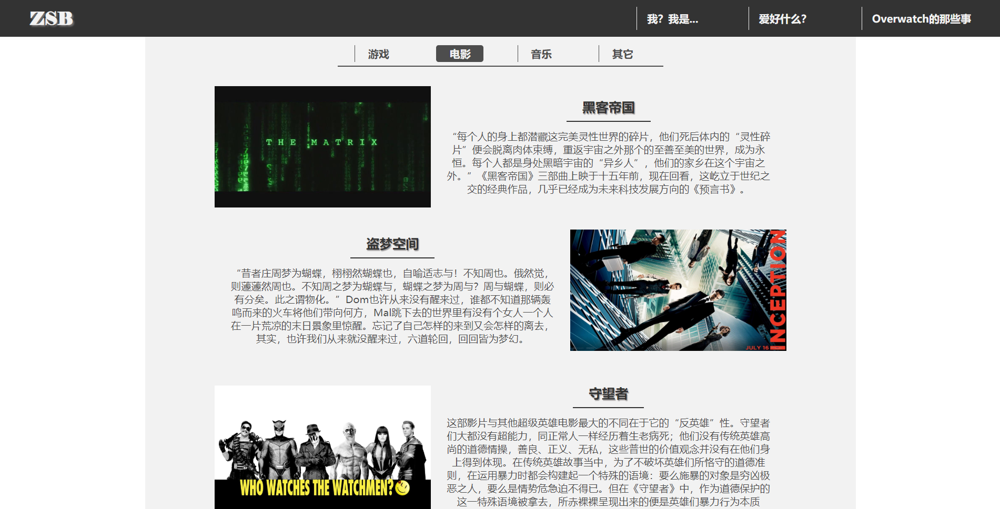 ZSB
我？我是...
爱好什么？
Overwatch的那些事
游戏
电影
音乐
其它
THE MATRIX
黑客帝国
“每个人的身上都潜藏这完美灵性世界的碎片，他们死后体内的“灵性碎
片”便会脱离肉体束缚，重返宇宙之外那个的至善至美的世界，成为永
恒。每个人都是身处黑暗宇宙的“异乡人”，他们的家乡在这个宇宙之
外。”《黑客帝国》三部曲上映于十五年前，现在回看，这屹立于世纪之
交的经典作品，几乎已经成为未来科技发展方向的《预言书》。
盗梦空间
“昔者庄周梦为蝴蝶，栩栩然蝴蝶也，自喻适志与！不知周也。俄然觉，
则蘧蘧然周也。不知周之梦为蝴蝶与，蝴蝶之梦为周与？周与蝴蝶，则必
有分矣。此之谓物化。”Dom也许从来没有醒来过，谁都不知道那辆轰
鸣而来的火车将他们带向何方，Mal跳下去的世界里有没有个女人一个人
在一片荒凉的末日景象里惊醒。忘记了自己怎样的来到又会怎样的离去，
其实，也许我们从来就没醒来过，六道轮回，回回皆为梦幻。
INCEPTION
JULY 16
守望者
这部影片与其他超级英雄电影最大的不同在于它的“反英雄”性。守望者
们大都没有超能力，同正常人一样经历着生老病死；他们没有传统英雄高
尚的道德情操，善良、正义、无私，这些普世的价值观念并没有在他们身
上得到体现。在传统英雄故事当中，为了不破坏英雄们所恪守的道德准
则，在运用暴力时都会构建起一个特殊的语境：要么施暴的对象是穷凶极
恶之人，要么是情势危急迫不得已。但在《守望者》中，作为道德保护的
这一特殊语境被拿去，所赤裸裸呈现出来的便是英雄们暴力行为本质
WHO WATCHES THE WATCHMEN?